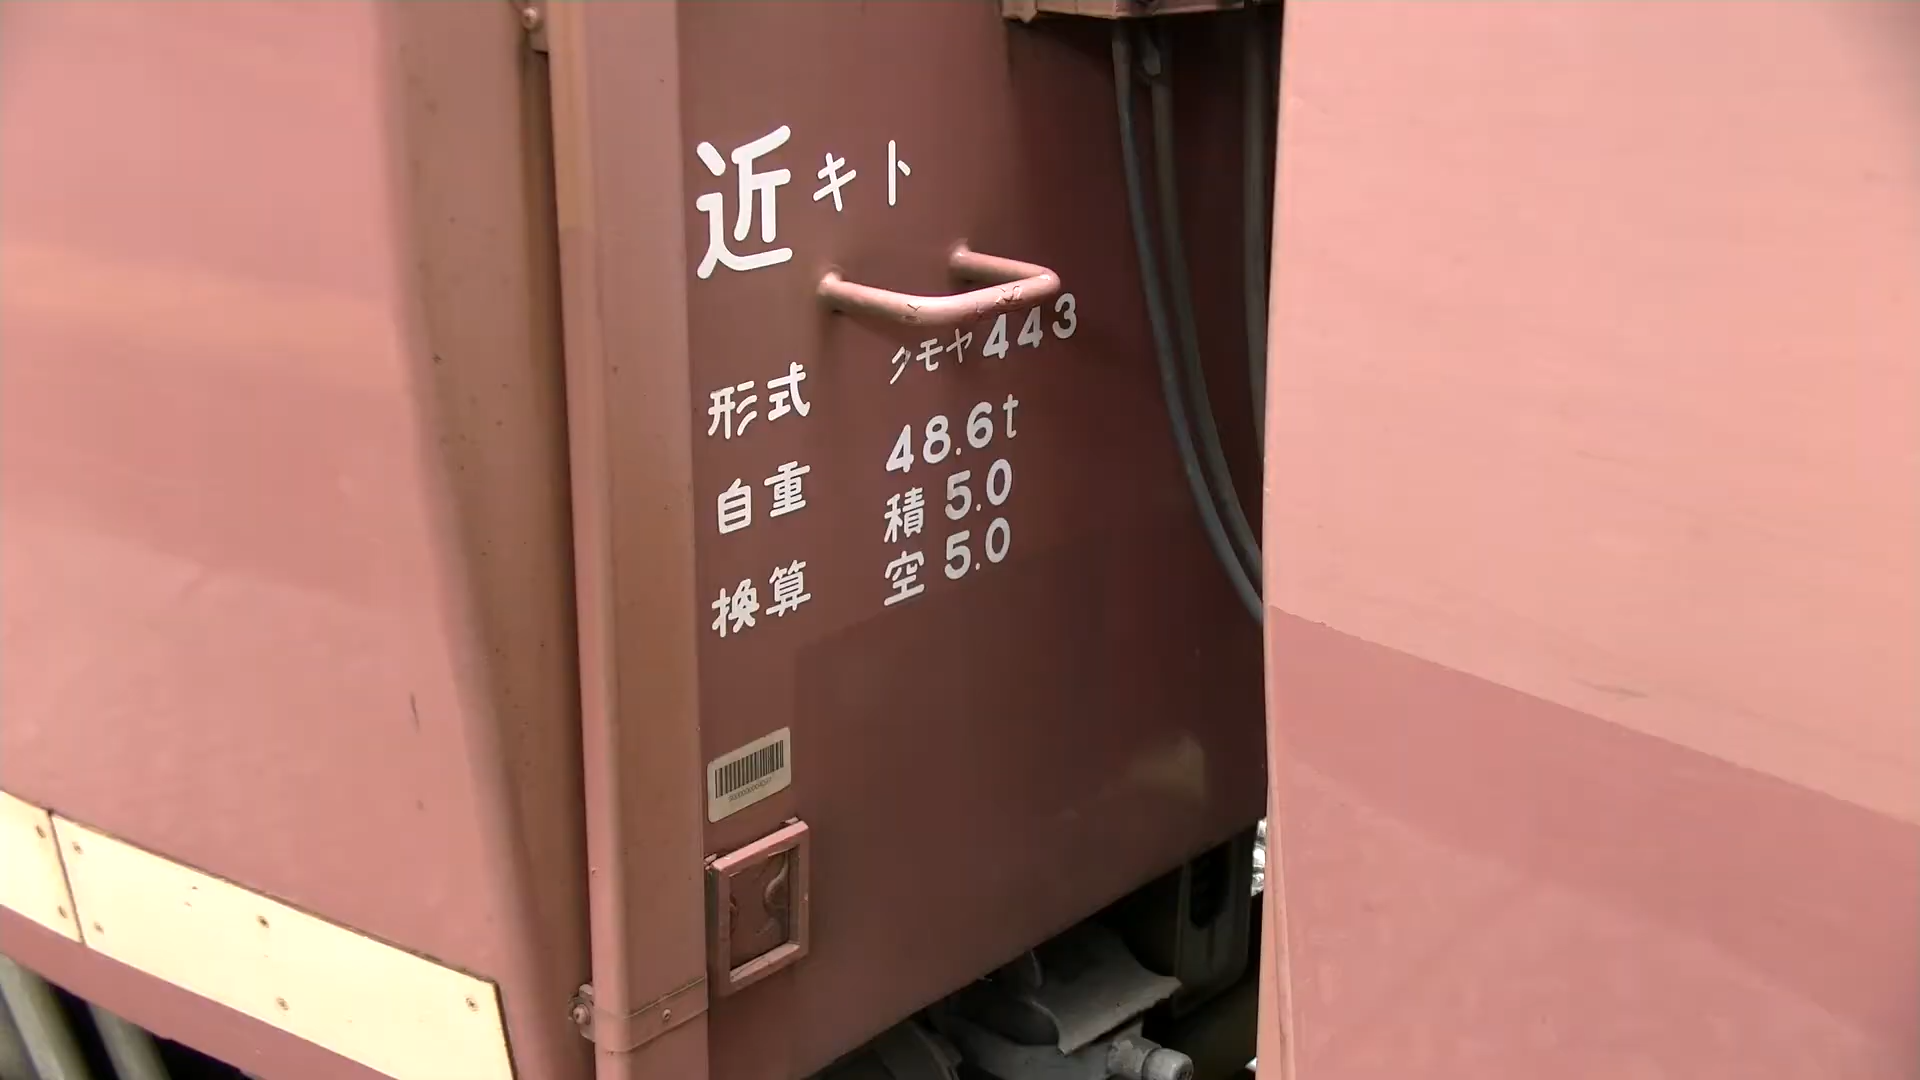 近キト
形式 クモヤ443
自重 48.6t
換算 積 5.0
空 5.0